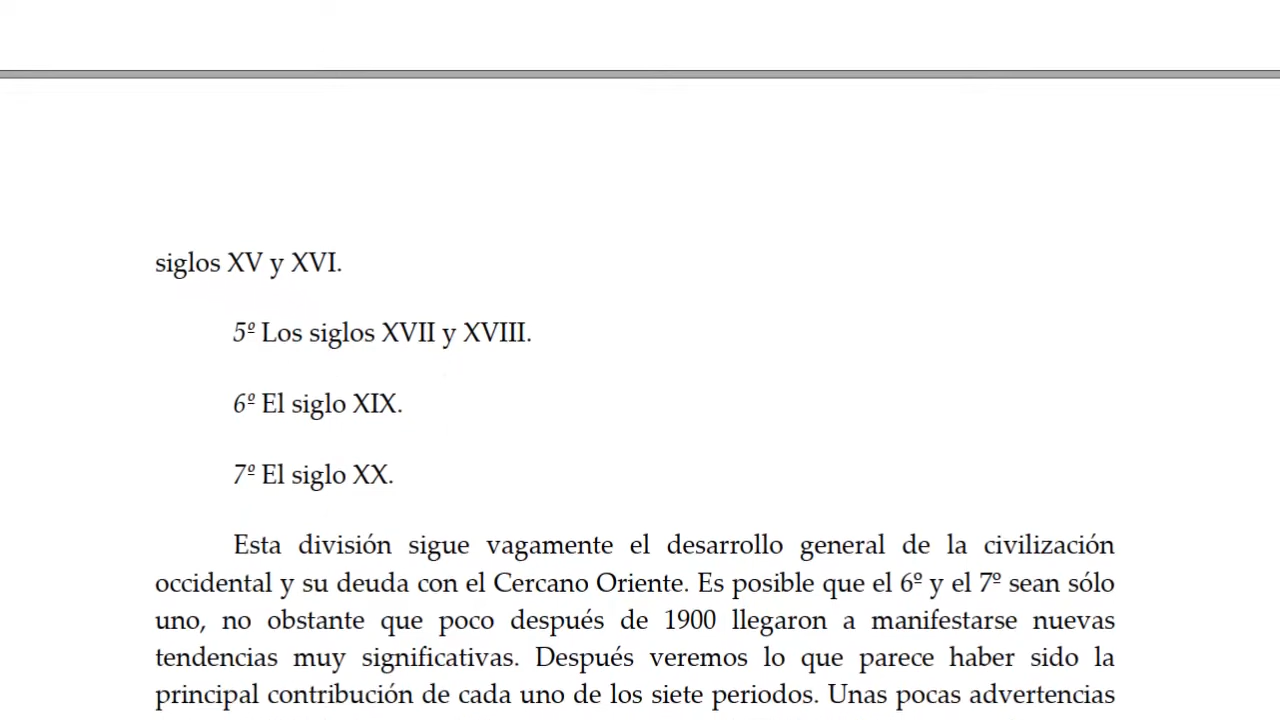 siglos XV y XVI.
5º Los siglos XVII y XVIII.
6º El siglo XIX.
7º El siglo XX.
Esta división sigue vagamente el desarrollo general de la civilización
occidental y su deuda con el Cercano Oriente. Es posible que el 6º y el 7º sean sólo
uno, no obstante que poco después de 1900 llegaron a manifestarse nuevas
tendencias muy significativas. Después veremos lo que parece haber sido la
principal contribución de cada uno de los siete periodos. Unas pocas advertencias